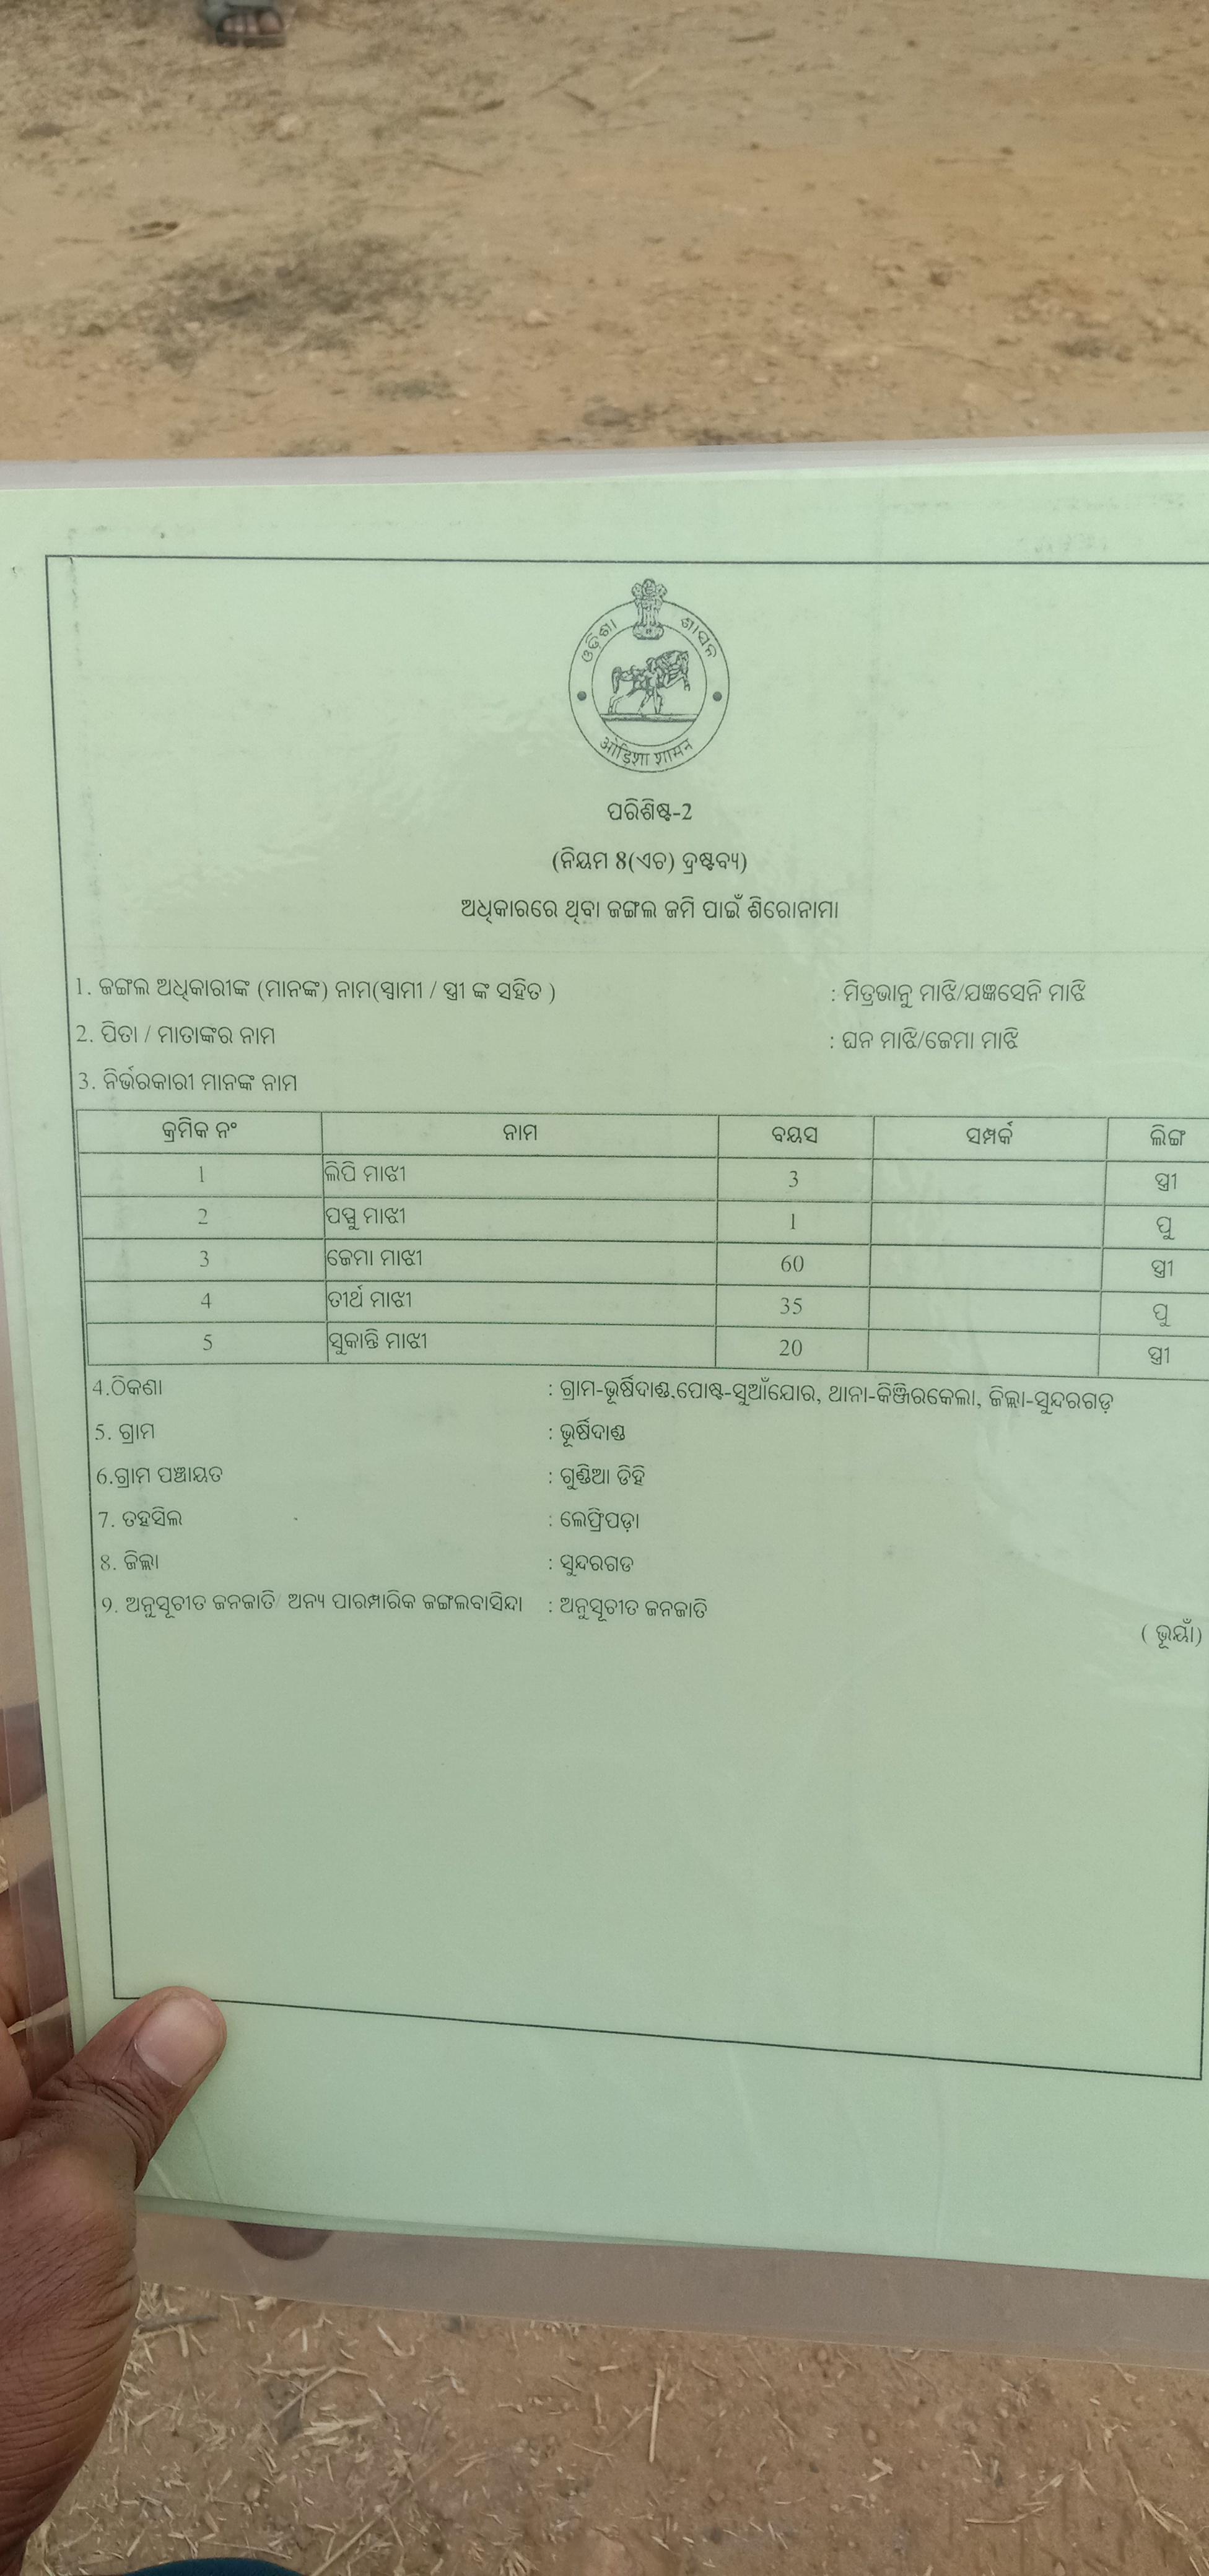 ଓଡ଼ିଶା ଶାସନ
ओड़िशा शासन
ପରିଶିଷ୍ଟ-2
(ନିୟମ 8(ଏଚ) ଦ୍ରଷ୍ଟବ୍ୟ)
ଅଧିକାରରେ ଥିବା ଜଙ୍ଗଲ ଜମି ପାଇଁ ଶିରୋନାମା
1. ଜଙ୍ଗଲ ଅଧିକାରୀଙ୍କ (ମାନଙ୍କ) ନାମ(ସ୍ୱାମୀ / ସ୍ତ୍ରୀ ଙ୍କ ସହିତ ) : ମିତ୍ରଭାନୁ ମାଝି/ଯଜ୍ଞସେନି ମାଝି
2. ପିତା / ମାତାଙ୍କର ନାମ : ଘନ ମାଝି/ଜେମା ମାଝି
3. ନିର୍ଭରକାରୀ ମାନଙ୍କ ନାମ
କ୍ରମିକ ନଂ ନାମ ବୟସ ସମ୍ପର୍କ ଲିଙ୍ଗ
1 ଲିପି ମାଝୀ 3 ସ୍ତ୍ରୀ
2 ପପ୍ପୁ ମାଝୀ 1 ପୁ
3 ଜେମା ମାଝୀ 60 ସ୍ତ୍ରୀ
4 ତୀର୍ଥ ମାଝୀ 35 ପୁ
5 ସୁକାନ୍ତି ମାଝୀ 20 ସ୍ତ୍ରୀ
4.ଠିକଣା : ଗ୍ରାମ-ଭୂର୍ଷିଦାଣ୍ଡ,ପୋଷ୍ଟ-ସୁଆଁଯୋର, ଥାନା-କିଞ୍ଜିରକେଲା, ଜିଲ୍ଲା-ସୁନ୍ଦରଗଡ଼
5. ଗ୍ରାମ : ଭୂର୍ଷିଦାଣ୍ଡ
6.ଗ୍ରାମ ପଞ୍ଚାୟତ : ଗୁଣ୍ଡିଆ ଡିହି
7. ତହସିଲ : ଲେଫ୍ରିପଡ଼ା
8. ଜିଲ୍ଲା : ସୁନ୍ଦରଗଡ
9. ଅନୁସୂଚୀତ ଜନଜାତି/ ଅନ୍ୟ ପାରମ୍ପାରିକ ଜଙ୍ଗଲବାସିନ୍ଦା : ଅନୁସୂଚୀତ ଜନଜାତି
( ଭୂୟାଁ)